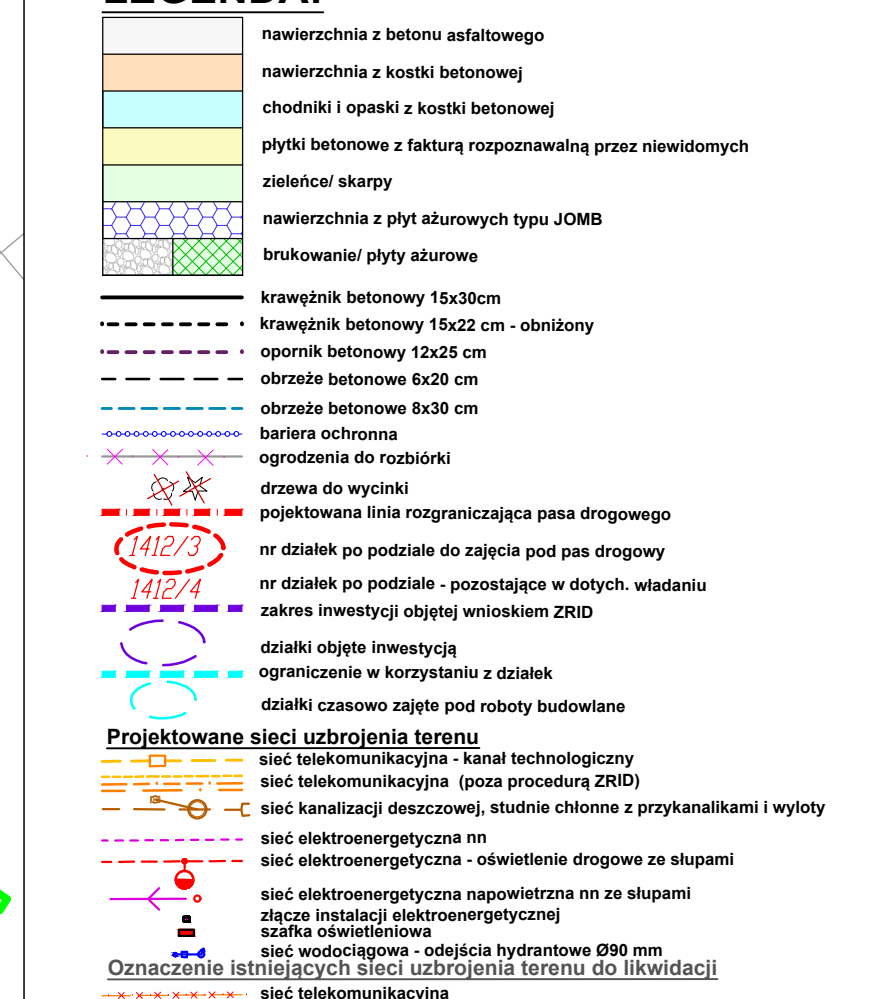 LEGENDA:
nawierzchnia z betonu asfaltowego
nawierzchnia z kostki betonowej
chodniki i opaski z kostki betonowej
płytki betonowe z fakturą rozpoznawalną przez niewidomych
zieleńce/ skarpy
nawierzchnia z płyt ażurowych typu JOMB
brukowanie/ płyty ażurowe
krawężnik betonowy 15x30cm
krawężnik betonowy 15x22 cm - obniżony
opornik betonowy 12x25 cm
obrzeże betonowe 6x20 cm
obrzeże betonowe 8x30 cm
bariera ochronna
ogrodzenia do rozbiórki
drzewa do wycinki
pojektowana linia rozgraniczająca pasa drogowego
1412/3 nr działek po podziale do zajęcia pod pas drogowy
1412/4 nr działek po podziale - pozostające w dotych. władaniu
zakres inwestycji objętej wnioskiem ZRID
działki objęte inwestycją
ograniczenie w korzystaniu z działek
działki czasowo zajęte pod roboty budowlane
Projektowane sieci uzbrojenia terenu
sieć telekomunikacyjna - kanał technologiczny
sieć telekomunikacyjna (poza procedurą ZRID)
sieć kanalizacji deszczowej, studnie chłonne z przykanalikami i wyloty
sieć elektroenergetyczna nn
sieć elektroenergetyczna - oświetlenie drogowe ze słupami
sieć elektroenergetyczna napowietrzna nn ze słupami
złącze instalacji elektroenergetycznej
szafka oświetleniowa
sieć wodociągowa - odejścia hydrantowe Ø90 mm
Oznaczenie istniejących sieci uzbrojenia terenu do likwidacji
sieć telekomunikacyjna